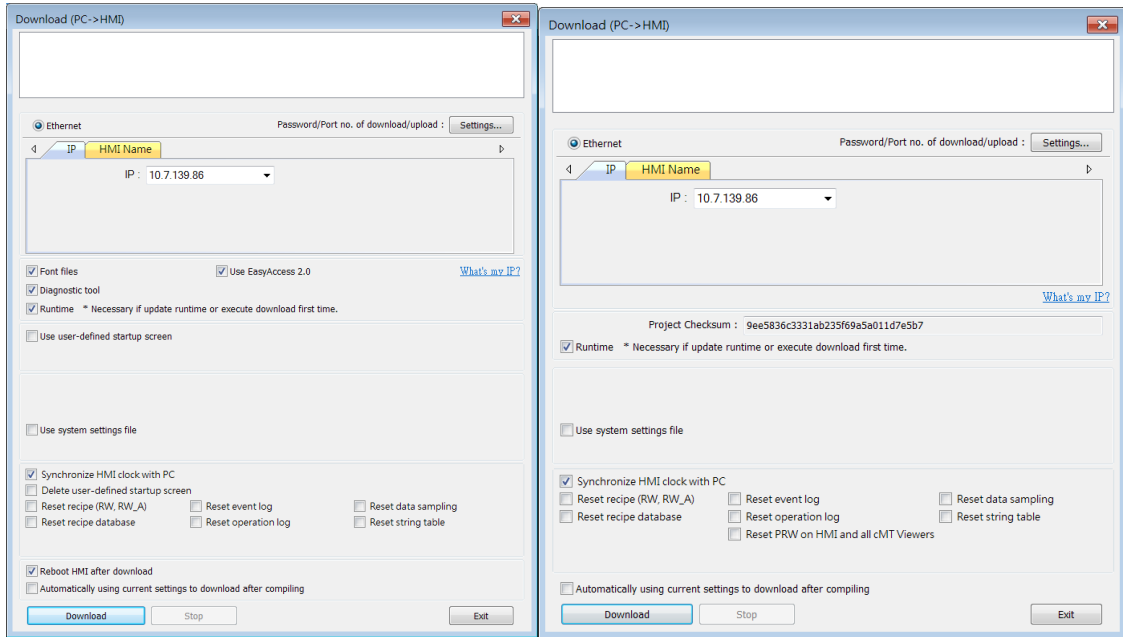 Download (PC->HMI)
Ethernet Password/Port no. of download/upload : Settings...
IP HMI Name
IP : 10.7.139.86
Font files Use EasyAccess 2.0 What's my IP?
Diagnostic tool
Runtime * Necessary if update runtime or execute download first time.
Use user-defined startup screen
Use system settings file
Synchronize HMI clock with PC
Delete user-defined startup screen
Reset recipe (RW, RW_A) Reset event log Reset data sampling
Reset recipe database Reset operation log Reset string table
Reboot HMI after download
Automatically using current settings to download after compiling
Download Stop Exit
Download (PC->HMI)
Ethernet Password/Port no. of download/upload : Settings...
IP HMI Name
IP : 10.7.139.86
What's my IP?
Project Checksum : 9ee5836c3331ab235f69a5a011d7e5b7
Runtime * Necessary if update runtime or execute download first time.
Use system settings file
Synchronize HMI clock with PC
Reset recipe (RW, RW_A) Reset event log Reset data sampling
Reset recipe database Reset operation log Reset string table
Reset PRW on HMI and all cMT Viewers
Automatically using current settings to download after compiling
Download Stop Exit